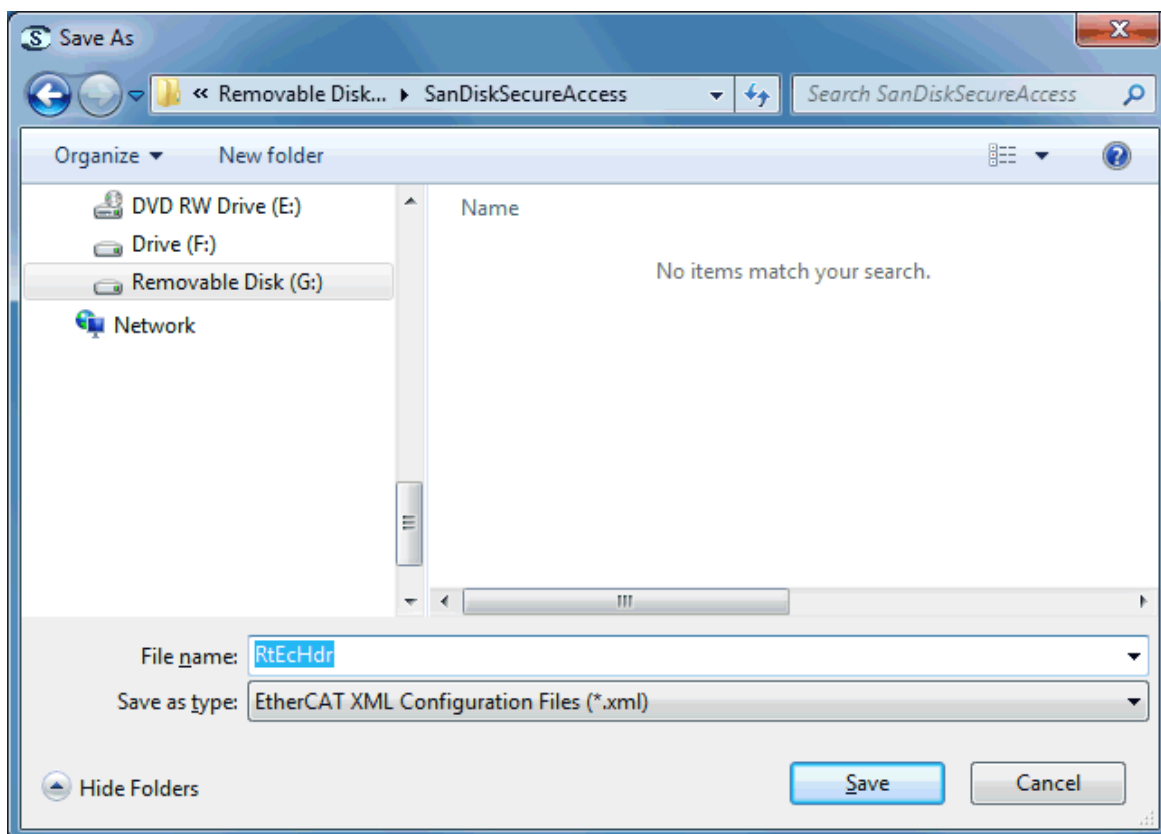 Save As
« Removable Disk... ▸ SanDiskSecureAccess
Search SanDiskSecureAccess
Organize
New folder
DVD RW Drive (E:)
Drive (F:)
Removable Disk (G:)
Network
Name
No items match your search.
File name: RtEcHdr
Save as type: EtherCAT XML Configuration Files (*.xml)
Hide Folders
Save
Cancel